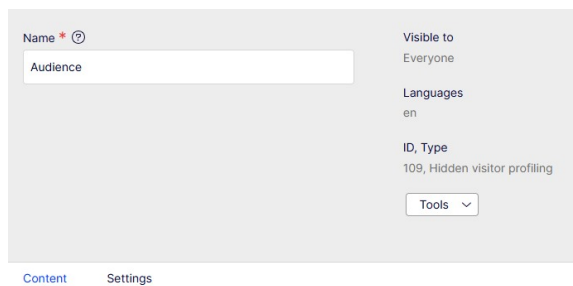 Name * ?
Audience
Visible to
Everyone
Languages
en
ID, Type
109, Hidden visitor profiling
Tools
Content
Settings